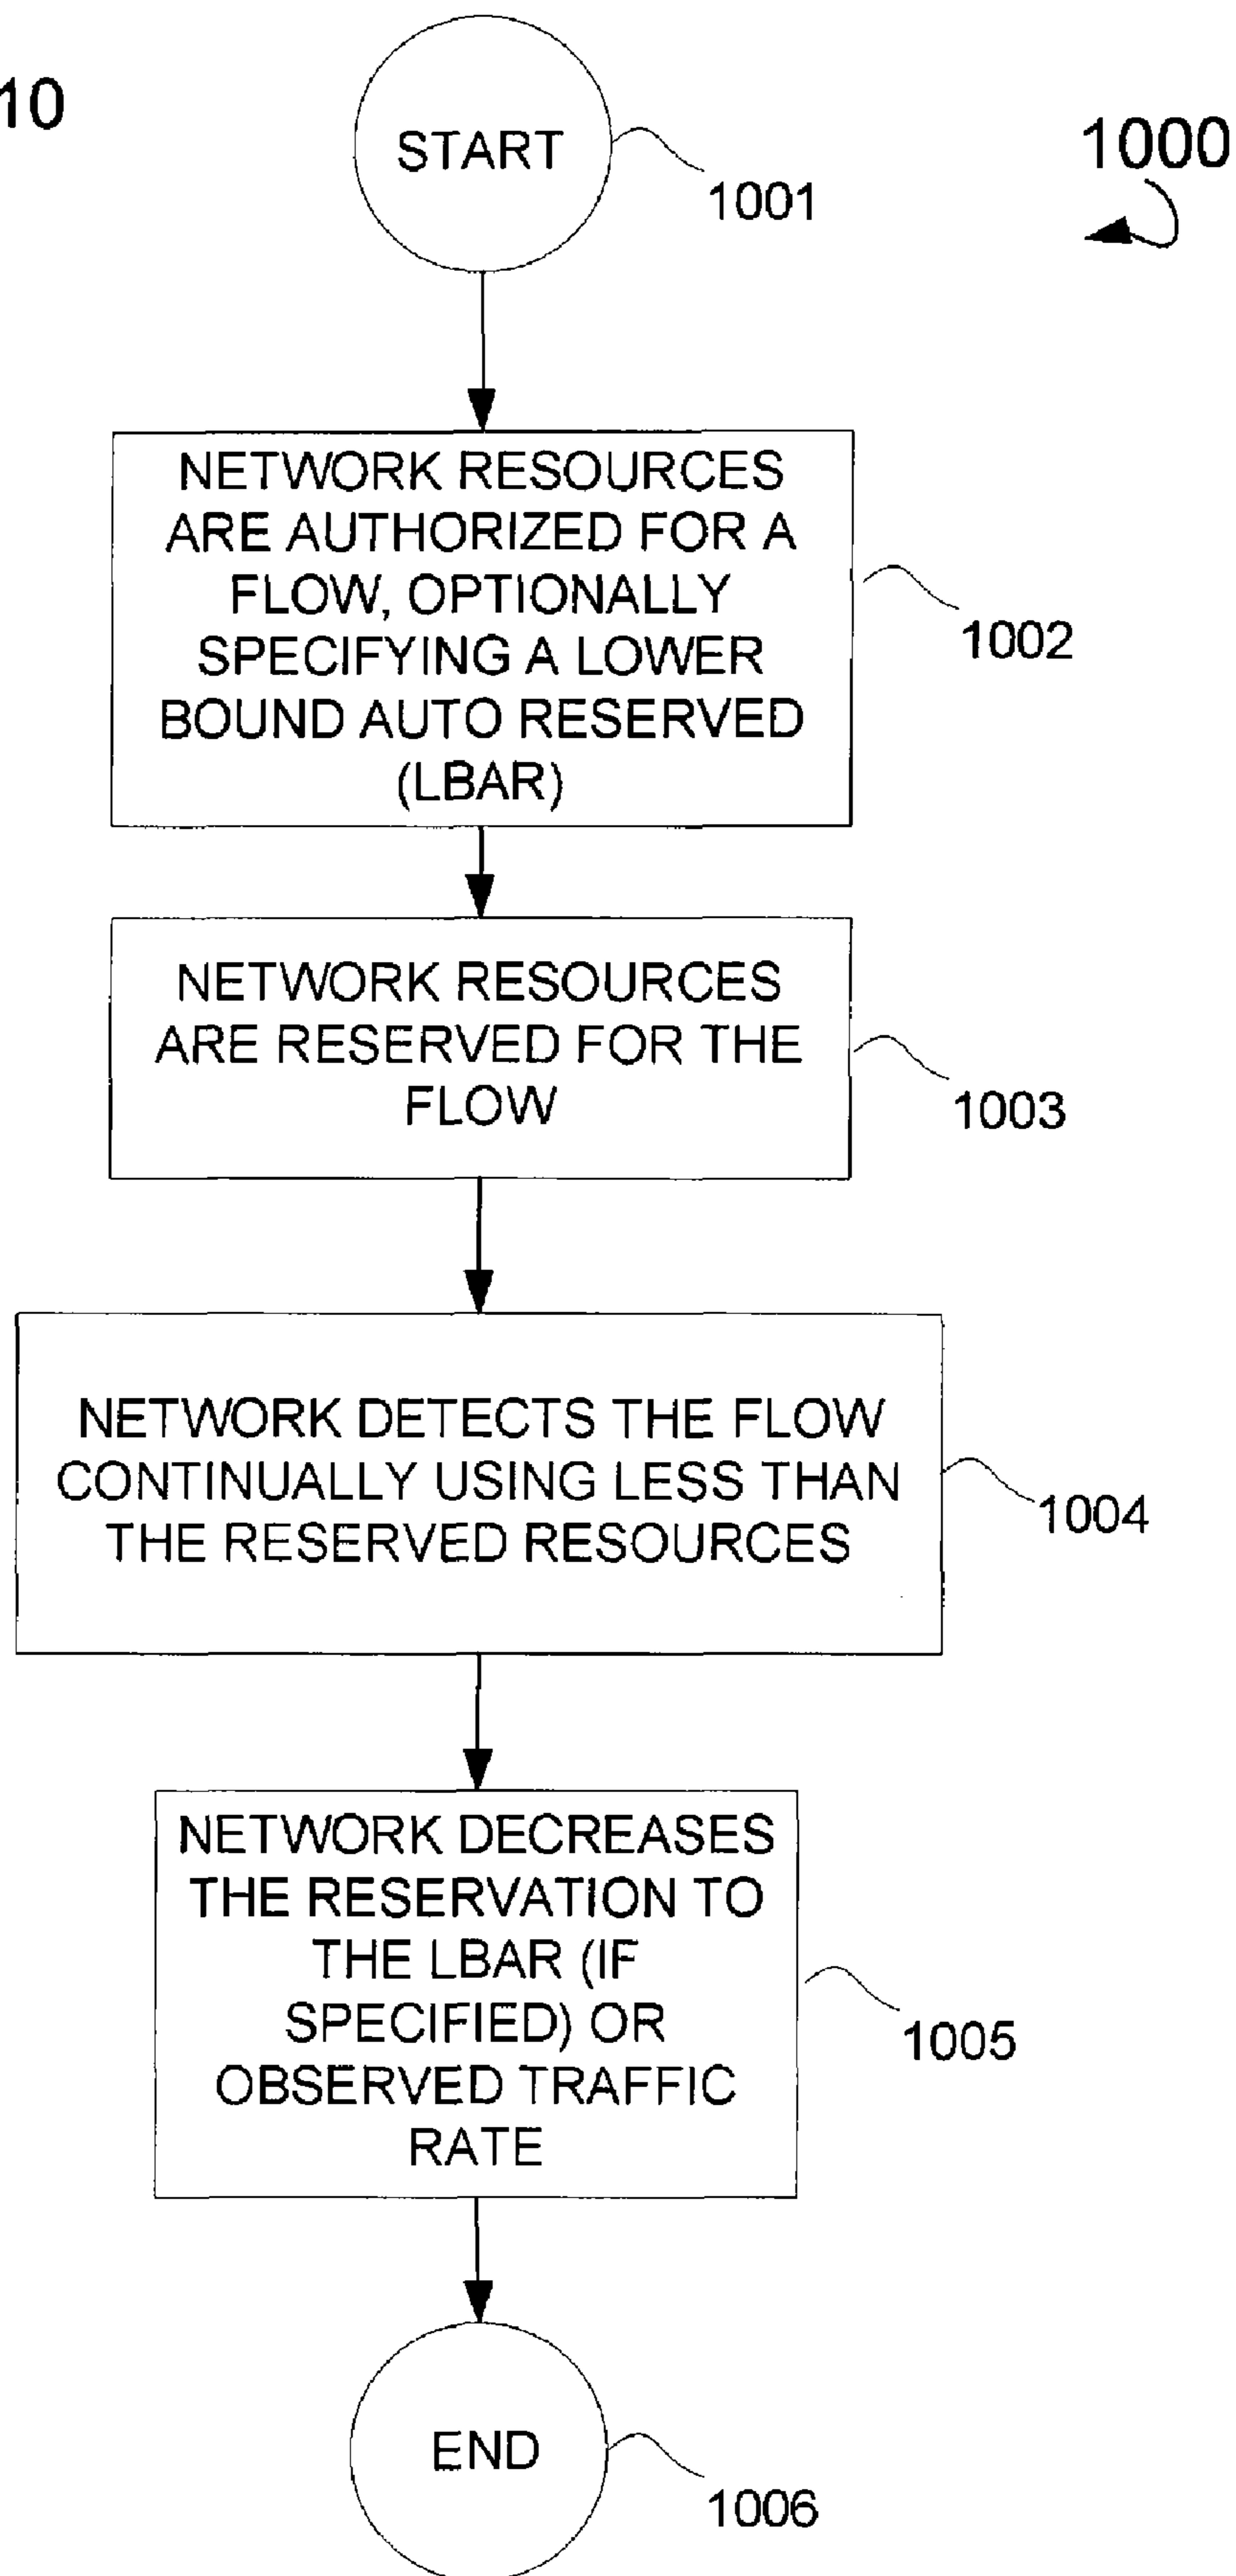 10
1000
START
1001
NETWORK RESOURCES
ARE AUTHORIZED FOR A
FLOW, OPTIONALLY
SPECIFYING A LOWER
BOUND AUTO RESERVED
(LBAR)
1002
NETWORK RESOURCES
ARE RESERVED FOR THE
FLOW
1003
NETWORK DETECTS THE FLOW
CONTINUALLY USING LESS THAN
THE RESERVED RESOURCES
1004
NETWORK DECREASES
THE RESERVATION TO
THE LBAR (IF
SPECIFIED) OR
OBSERVED TRAFFIC
RATE
1005
END
1006